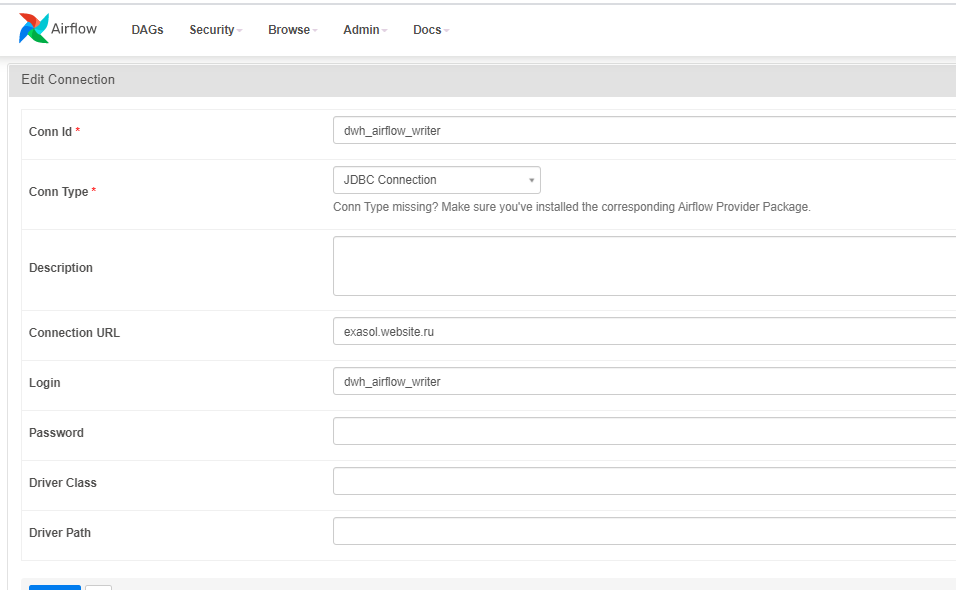 Airflow DAGs Security Browse Admin Docs
Edit Connection
Conn Id * dwh_airflow_writer
Conn Type * JDBC Connection
Conn Type missing? Make sure you've installed the corresponding Airflow Provider Package.
Description
Connection URL exasol.website.ru
Login dwh_airflow_writer
Password
Driver Class
Driver Path